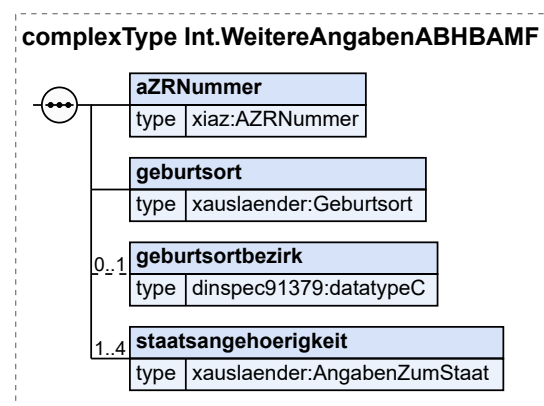 complexType Int.WeitereAngabenABHBAMF
aZRNummer
type xiaz:AZRNummer
geburtsort
type xauslaender:Geburtsort
0..1 geburtsortbezirk
type dinspec91379:datatypeC
1..4 staatsangehoerigkeit
type xauslaender:AngabenZumStaat